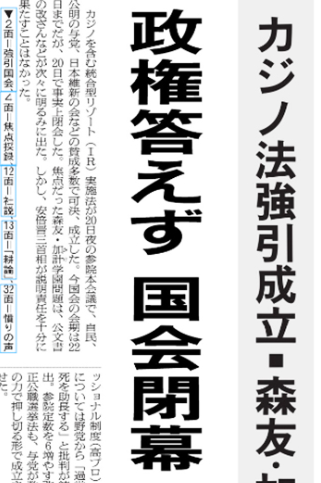 カジノ法強引成立■森友・加
政権答えず 国会閉幕
カジノを含む統合型リゾート(IR)実施法が20日夜の参院本会議で、自民、
公明の与党、日本維新の会などの賛成多数で可決、成立した。今国会の会期は22
日までだが、20日で事実上閉会した。焦点だった森友・加計学園問題は、公文書
の改ざんなどが次々に明るみに出た。しかし、安倍晋三首相が説明責任を十分に
果たすことはなかった。
▼2面=強引国会、7面=焦点採録、12面=社説、13面=「耕論」、32面=憤りの声
ッショナル制度(高プロ)
については野党から「過労
死を助長する」と批判が
出。参院定数を6増やす
正公職選挙法も、与党が
の力で押し切る形で成立
せた。